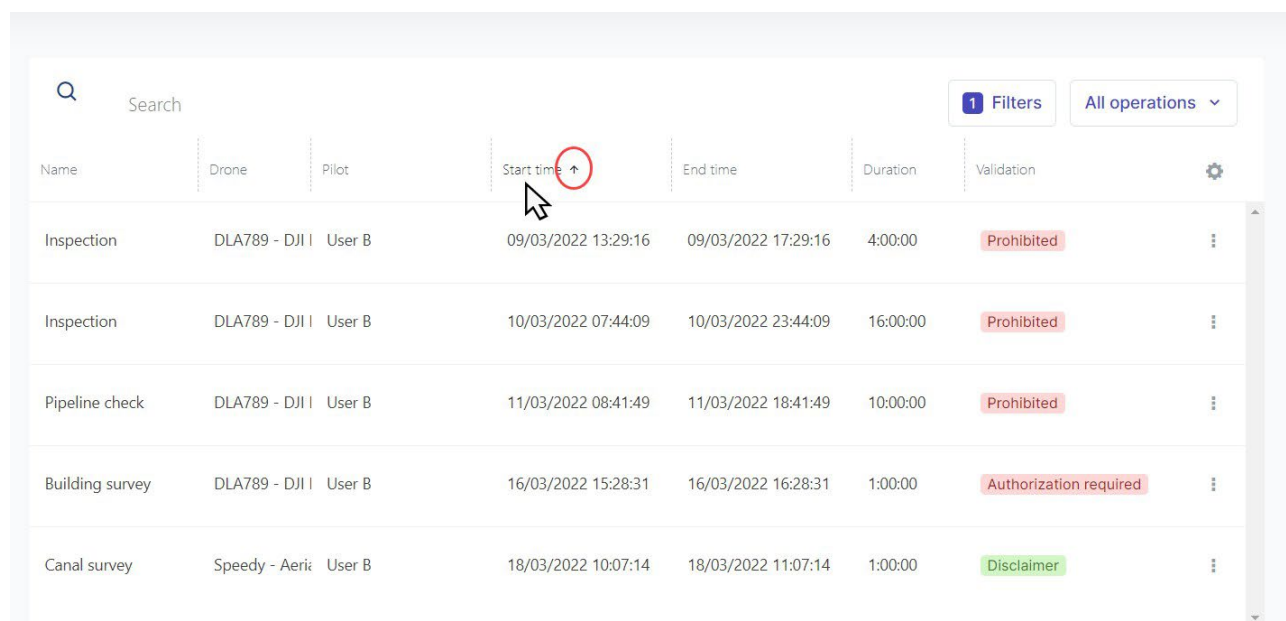 Search
1 Filters
All operations
Name Drone Pilot Start time ↑ End time Duration Validation
Inspection DLA789 - DJI User B 09/03/2022 13:29:16 09/03/2022 17:29:16 4:00:00 Prohibited
Inspection DLA789 - DJI User B 10/03/2022 07:44:09 10/03/2022 23:44:09 16:00:00 Prohibited
Pipeline check DLA789 - DJI User B 11/03/2022 08:41:49 11/03/2022 18:41:49 10:00:00 Prohibited
Building survey DLA789 - DJI User B 16/03/2022 15:28:31 16/03/2022 16:28:31 1:00:00 Authorization required
Canal survey Speedy - User B 18/03/2022 10:07:14 18/03/2022 11:07:14 1:00:00 Disclaimer